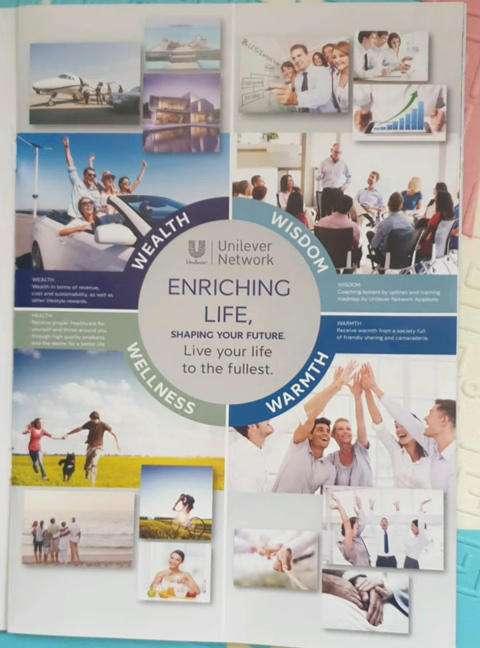 BUSINESS
WEALTH
WISDOM
Unilever
Unilever
Network
ENRICHING
LIFE,
SHAPING YOUR FUTURE.
Live your life
to the fullest.
WEALTH
Wealth in terms of revenue,
cost and sustainability, as well as
other lifestyle rewards.
WISDOM
Coaching system by uplines and training
roadmap by Unilever Network Academy
HEALTH
Receive proper healthcare for
yourself and those around you
through high quality products
and the desire for a better life
WARMTH
Receive warmth from a society full
of friendly sharing and camaraderie.
WELLNESS
WARMTH